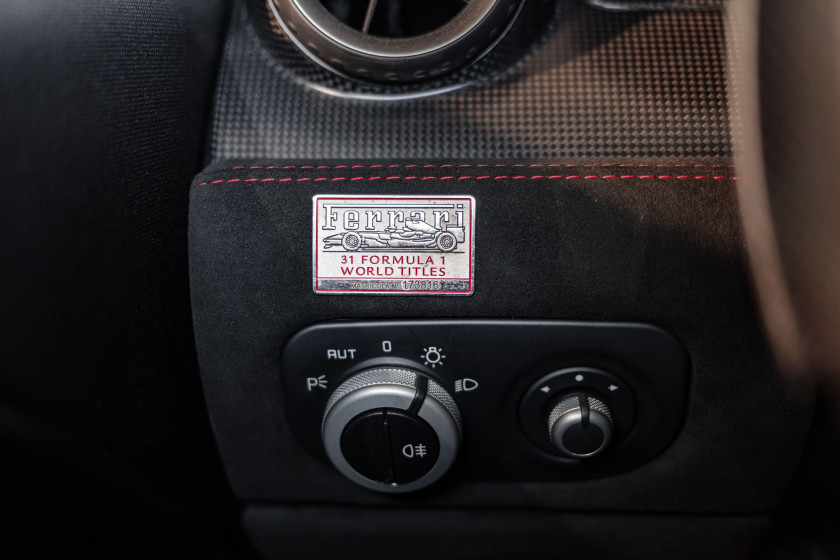 Ferrari
31 FORMULA 1
WORLD TITLES
AUT 0
P